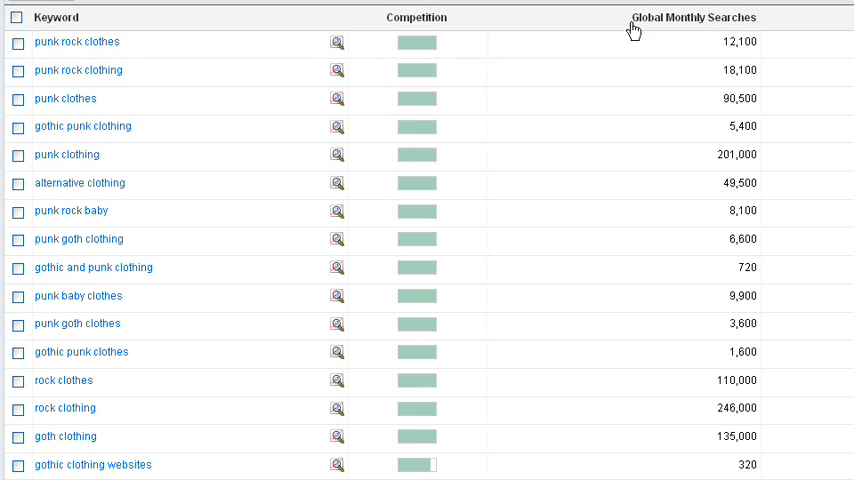 Keyword Competition Global Monthly Searches
punk rock clothes 12,100
punk rock clothing 18,100
punk clothes 90,500
gothic punk clothing 5,400
punk clothing 201,000
alternative clothing 49,500
punk rock baby 8,100
punk goth clothing 6,600
gothic and punk clothing 720
punk baby clothes 9,900
punk goth clothes 3,600
gothic punk clothes 1,600
rock clothes 110,000
rock clothing 246,000
goth clothing 135,000
gothic clothing websites 320